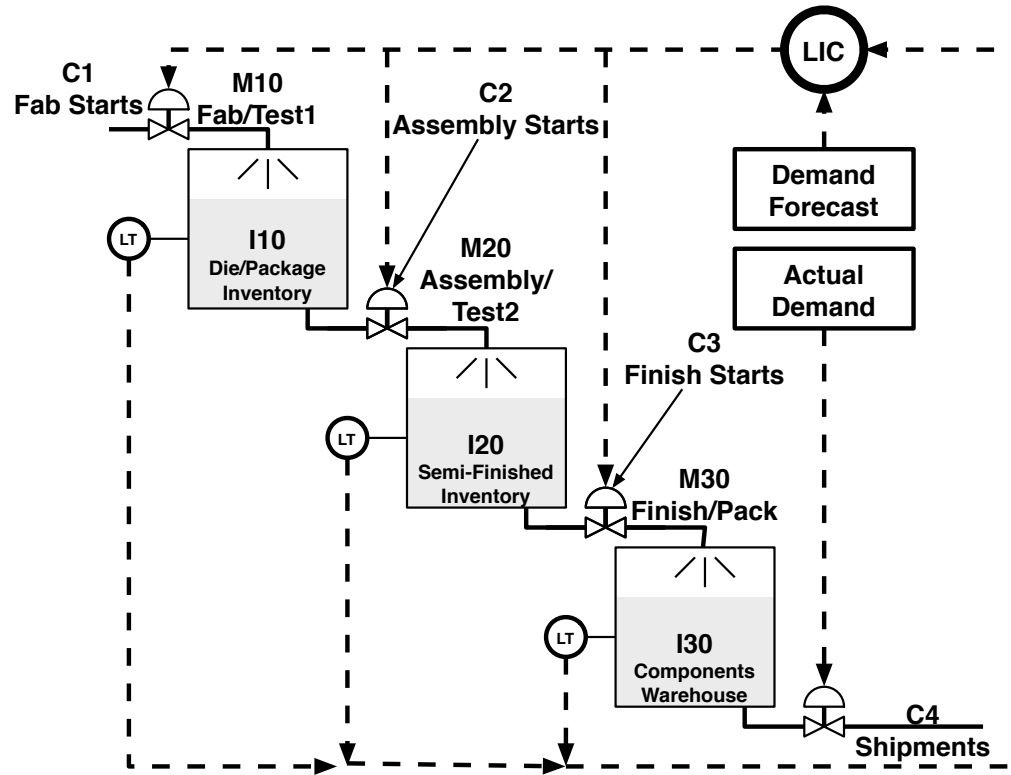 LIC
C1
Fab Starts
M10
Fab/Test1
C2
Assembly Starts
Demand
Forecast
LT
I10
Die/Package
Inventory
M20
Assembly/
Test2
Actual
Demand
C3
Finish Starts
LT
I20
Semi-Finished
Inventory
M30
Finish/Pack
LT
I30
Components
Warehouse
C4
Shipments